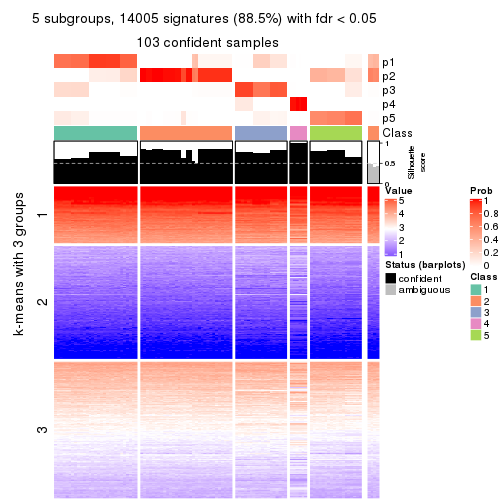 5 subgroups, 14005 signatures (88.5%) with fdr < 0.05
103 confident samples
p1
p2
p3
p4
p5
Class
1
0.5
0
Silhouette
score
k-means with 3 groups
1
2
3
Value
5
4
3
2
1
Status (barplots)
confident
ambiguous
Prob
1
0.8
0.6
0.4
0.2
0
Class
1
2
3
4
5